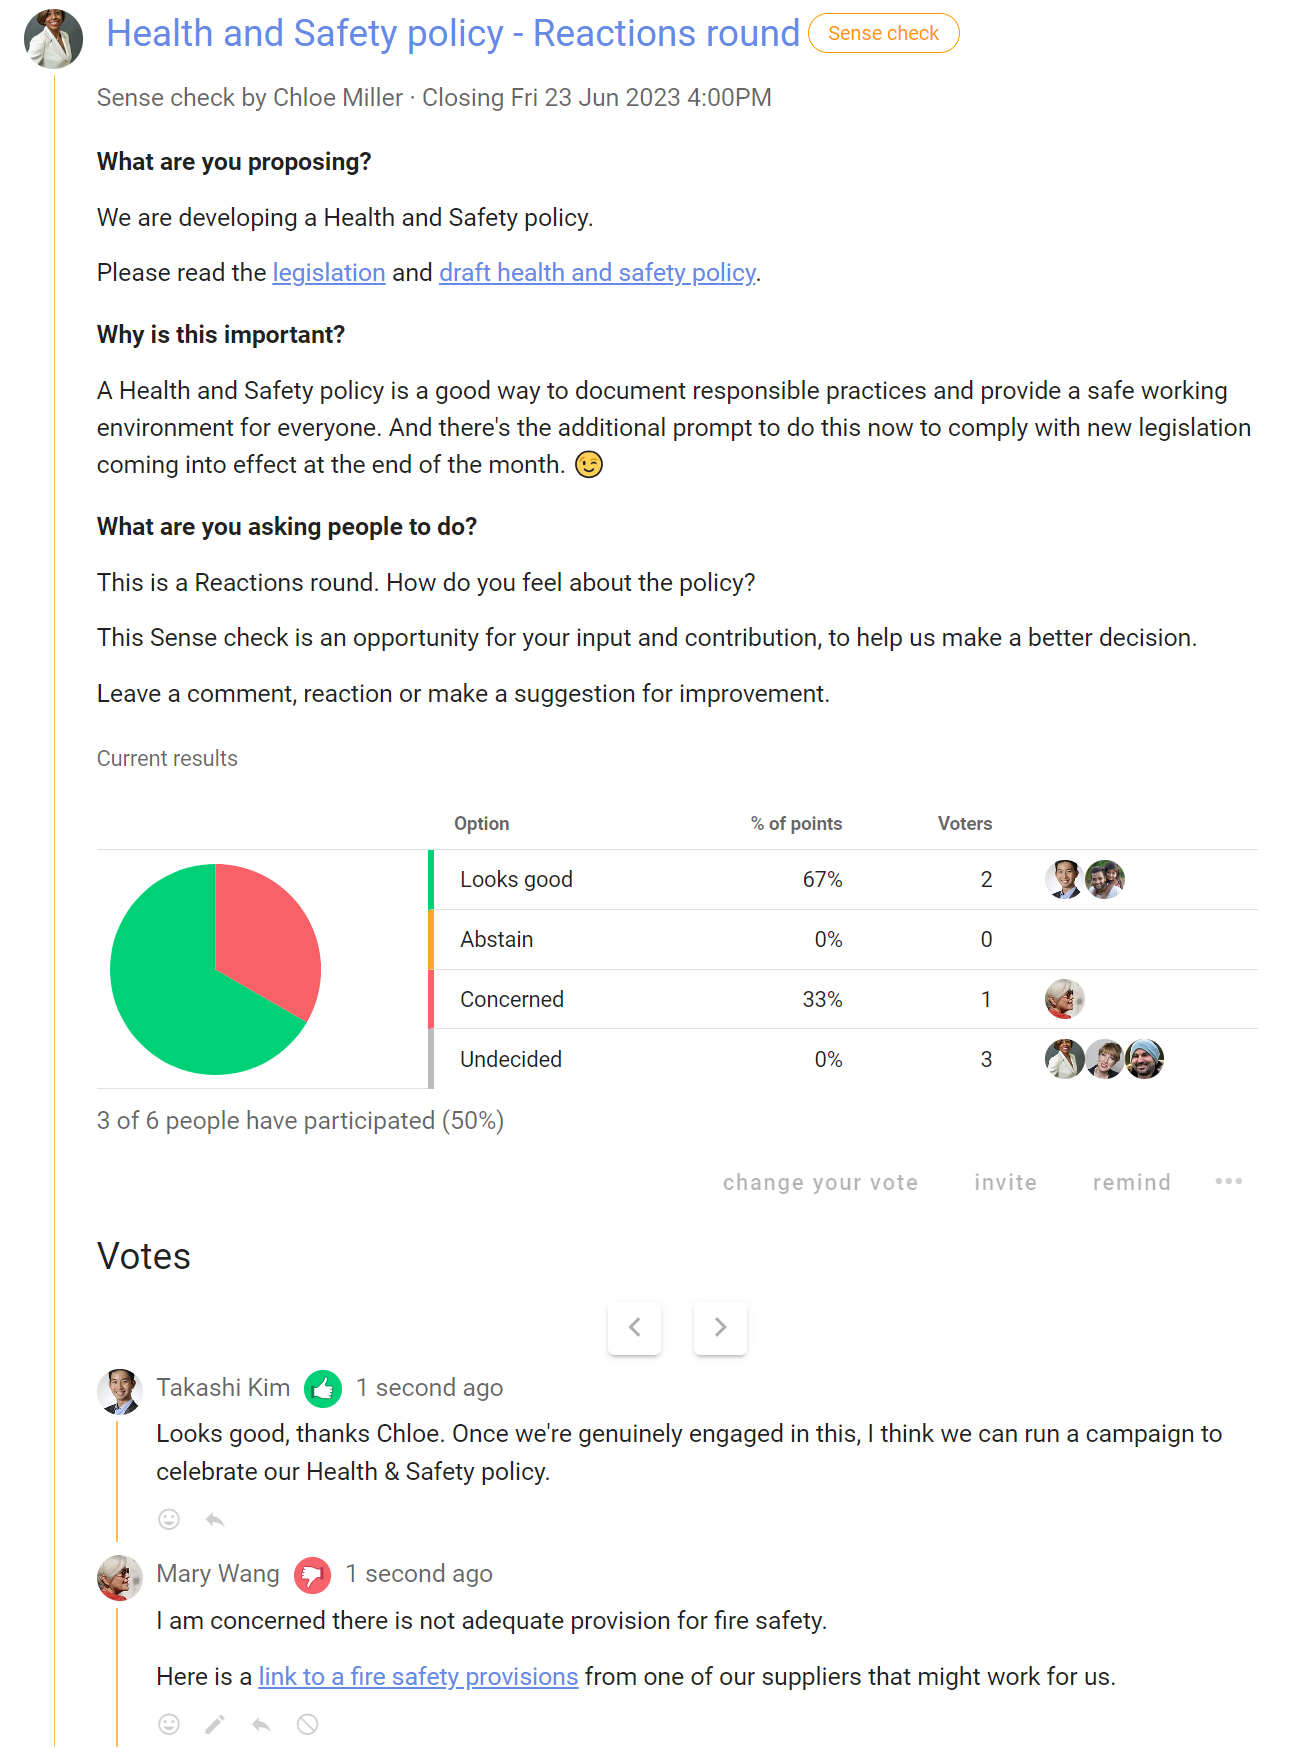 Health and Safety policy - Reactions round Sense check
Sense check by Chloe Miller · Closing Fri 23 Jun 2023 4:00PM
What are you proposing?
We are developing a Health and Safety policy.
Please read the legislation and draft health and safety policy.
Why is this important?
A Health and Safety policy is a good way to document responsible practices and provide a safe working
environment for everyone. And there's the additional prompt to do this now to comply with new legislation
coming into effect at the end of the month. 😉
What are you asking people to do?
This is a Reactions round. How do you feel about the policy?
This Sense check is an opportunity for your input and contribution, to help us make a better decision.
Leave a comment, reaction or make a suggestion for improvement.
Current results
Option % of points Voters
Looks good 67% 2
Abstain 0% 0
Concerned 33% 1
Undecided 0% 3
3 of 6 people have participated (50%)
change your vote invite remind
Votes
Takashi Kim 1 second ago
Looks good, thanks Chloe. Once we're genuinely engaged in this, I think we can run a campaign to
celebrate our Health & Safety policy.
Mary Wang 1 second ago
I am concerned there is not adequate provision for fire safety.
Here is a link to a fire safety provisions from one of our suppliers that might work for us.